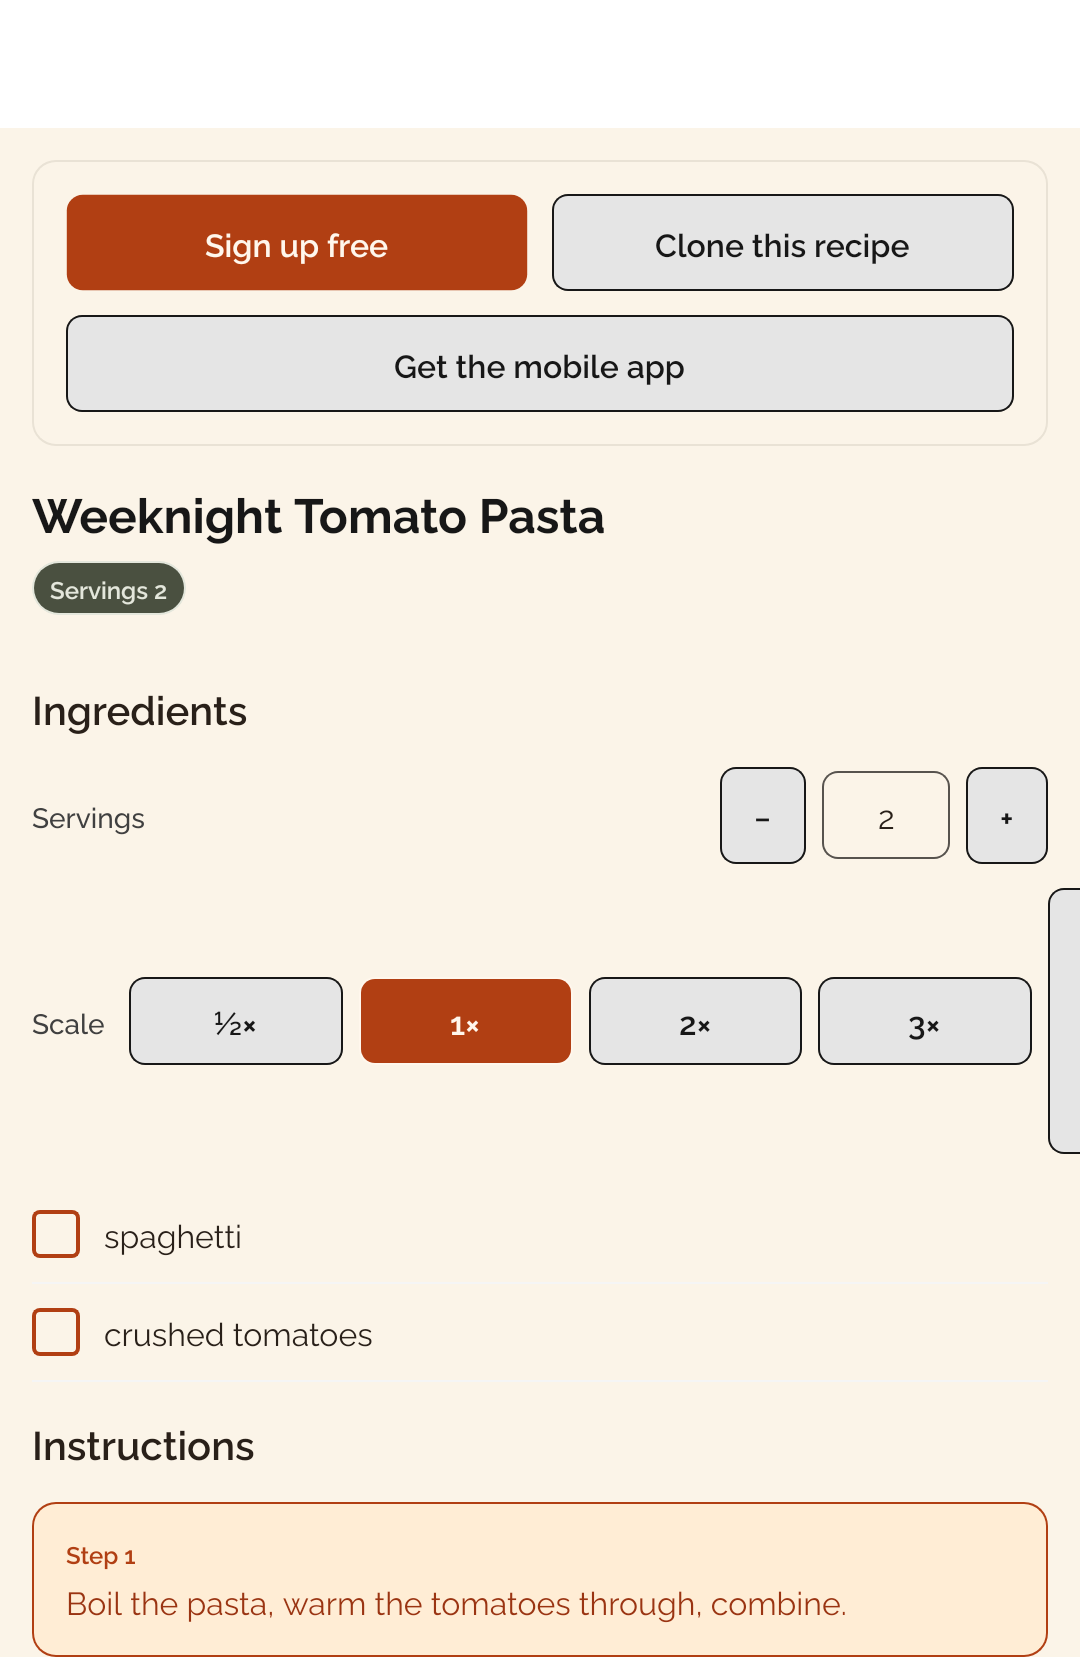 Sign up free
Clone this recipe
Get the mobile app
Weeknight Tomato Pasta
Servings 2
Ingredients
Servings
–
2
+
Scale
½×
1×
2×
3×
spaghetti
crushed tomatoes
Instructions
Step 1
Boil the pasta, warm the tomatoes through, combine.